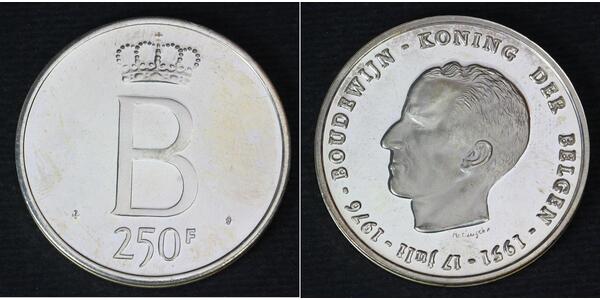 B
250F
BOUDEWIJN - KONING DER BELGEN - 1951 - 17 juli - 1976 -